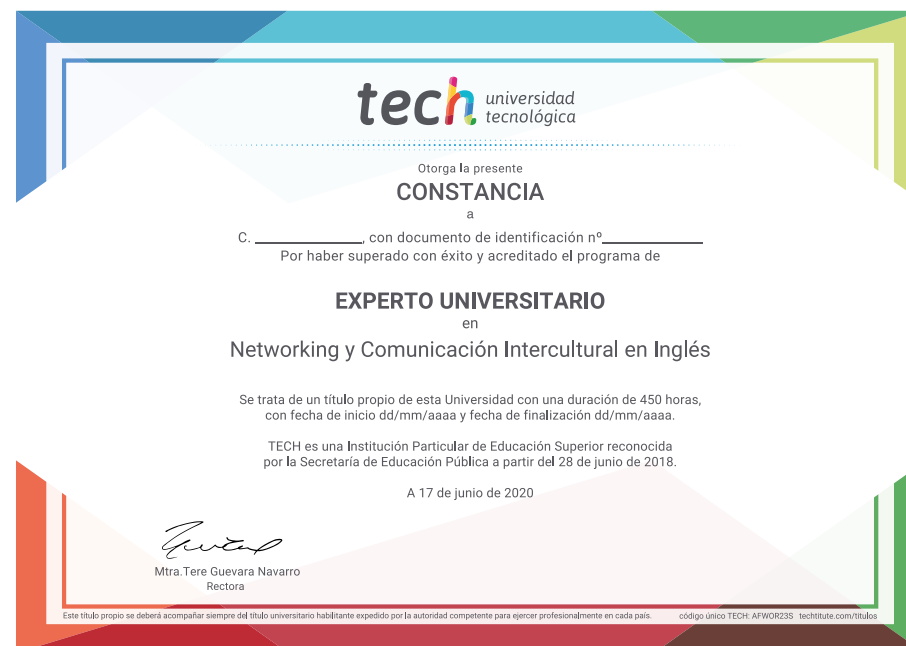 tech universidad
tecnológica
Otorga la presente
CONSTANCIA
a
C. ____________, con documento de identificación nº____________
Por haber superado con éxito y acreditado el programa de
EXPERTO UNIVERSITARIO
en
Networking y Comunicación Intercultural en Inglés
Se trata de un título propio de esta Universidad con una duración de 450 horas,
con fecha de inicio dd/mm/aaaa y fecha de finalización dd/mm/aaaa.
TECH es una Institución Particular de Educación Superior reconocida
por la Secretaría de Educación Pública a partir del 28 de junio de 2018.
A 17 de junio de 2020
Mtra.Tere Guevara Navarro
Rectora
Este título propio se deberá acompañar siempre del título universitario habilitante expedido por la autoridad competente para ejercer profesionalmente en cada país. código único TECH: AFWOR23S techtitute.com/titulos